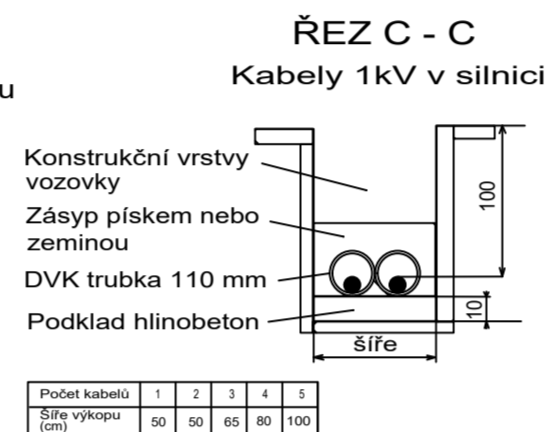 ŘEZ C - C
Kabely 1kV v silnici
u
Konstrukční vrstvy
vozovky
Zásyp pískem nebo
zeminou
DVK trubka 110 mm
Podklad hlinobeton
100
10
šíře
Počet kabelů 1 2 3 4 5
Šíře výkopu
(cm) 50 50 65 80 100